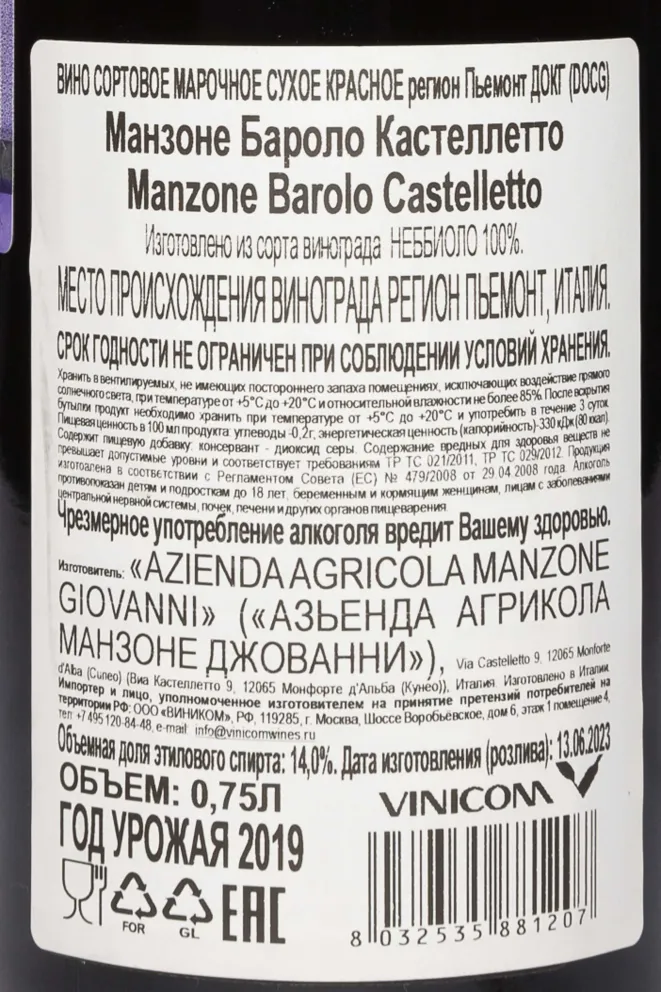 ВИНО СОРТОВОЕ МАРОЧНОЕ СУХОЕ КРАСНОЕ регион Пьемонт ДОКГ (DOCG)
Манзоне Бароло Кастеллетто
Manzone Barolo Castelletto
Изготовлено из сорта винограда НЕББИОЛО 100%.
МЕСТО ПРОИСХОЖДЕНИЯ ВИНОГРАДА РЕГИОН ПЬЕМОНТ, ИТАЛИЯ.
СРОК ГОДНОСТИ НЕ ОГРАНИЧЕН ПРИ СОБЛЮДЕНИИ УСЛОВИЙ ХРАНЕНИЯ.
Хранить в вентилируемых, не имеющих постороннего запаха помещениях, исключающих воздействие прямого
солнечного света, при температуре от +5°С до +20°С и относительной влажности не более 85%. После вскрытия
бутылки продукт необходимо хранить при температуре от +5°С до +20°С и употребить в течение 3 суток.
Пищевая ценность в 100 мл продукта: углеводы -0,2г; энергетическая ценность (калорийность)-330 кДж (80 ккал).
Содержит пищевую добавку: консервант - диоксид серы. Содержание вредных для здоровья веществ не
превышает допустимые уровни и соответствует требованиям ТР ТС 021/2011, ТР ТС 029/2012. Продукция
изготовлена в соответствии с Регламентом Совета (ЕС) № 479/2008 от 29.04.2008 года. Алкоголь
противопоказан детям и подросткам до 18 лет, беременным и кормящим женщинам, лицам с заболеваниями
центральной нервной системы, почек, печени и других органов пищеварения.
Чрезмерное употребление алкоголя вредит Вашему здоровью.
Изготовитель: «AZIENDA AGRICOLA MANZONE
GIOVANNI» («АЗЬЕНДА АГРИКОЛА
МАНЗОНЕ ДЖОВАННИ»), Via Castelletto 9, 12065 Monforte
d'Alba (Cuneo) (Виа Кастеллетто 9, 12065 Монфорте д'Альба (Кунео)), Италия. Изготовлено в Италии.
Импортер и лицо, уполномоченное изготовителем на принятие претензий потребителей на
территории РФ: ООО «ВИНИКОМ», РФ, 119285, г. Москва, Шоссе Воробьёвское, дом 6, этаж 1 помещение 4,
тел: +7 495 120-84-48, e-mail: info@vinicomwines.ru
Объемная доля этилового спирта: 14,0%. Дата изготовления (розлива): 13.06.2023
ОБЪЕМ: 0,75Л
VINICOM
ГОД УРОЖАЯ 2019
FOR
GL
EAC
8 032535 881207